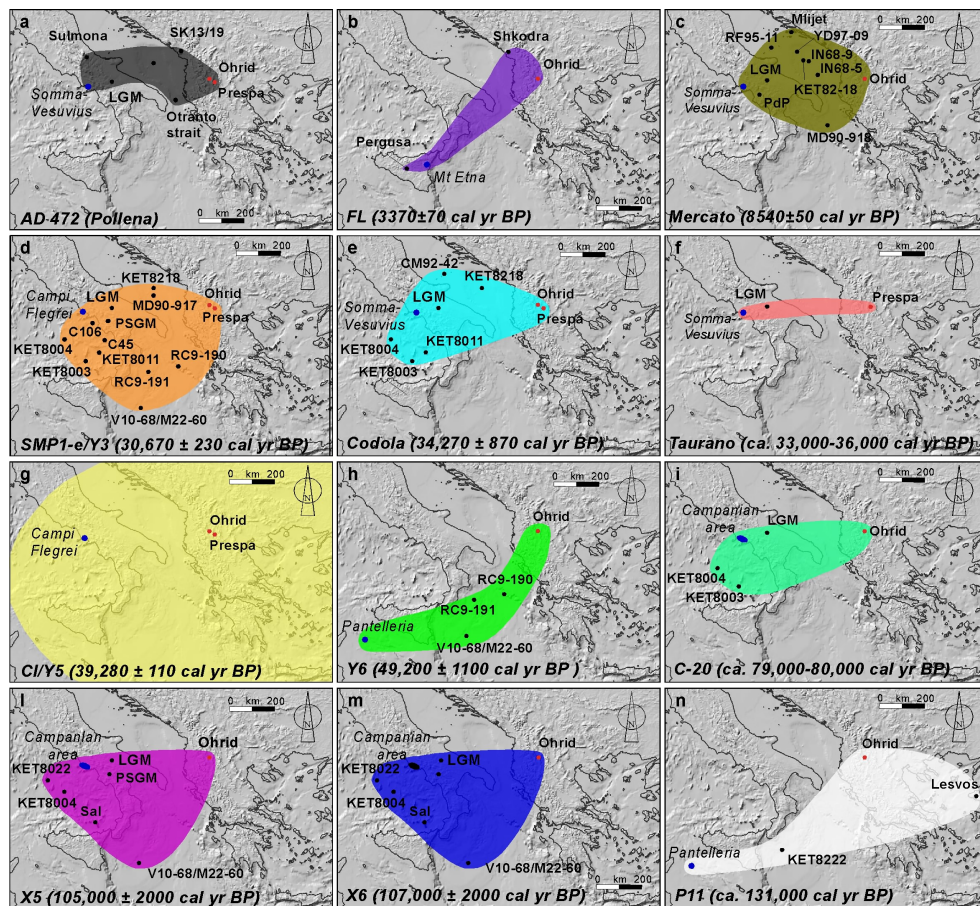 a
Sulmona
SK13/19
Ohrid
Prespa
Somma-
Vesuvius
LGM
Otranto
strait
km 200
0
AD-472 (Pollena)
b
0 km 200
Shkodra
Ohrid
Pergusa
Mt Etna
FL (3370±70 cal yr BP)
c
Mlijet
RF95-11
YD97-09
IN68-9
IN68-5
LGM
Ohrid
Somma-
Vesuvius
KET82-18
PdP
MD90-918
0 km 200
Mercato (8540±50 cal yr BP)
d
0 km 200
KET8218
Campi
Flegrei
LGM
MD90-917
Ohrid
Prespa
PSGM
C106
C45
KET8004
KET8011
RC9-190
KET8003
RC9-191
V10-68/M22-60
SMP1-e/Y3 (30,670 ± 230 cal yr BP)
e
0 km 200
CM92-42
KET8218
LGM
Ohrid
Somma-
Vesuvius
Prespa
KET8004
KET8011
KET8003
Codola (34,270 ± 870 cal yr BP)
f
0 km 200
LGM
Prespa
Somma-
Vesuvius
Taurano (ca. 33,000-36,000 cal yr BP)
g
0 km 200
Campi
Flegrei
Ohrid
Prespa
CI/Y5 (39,280 ± 110 cal yr BP)
h
0 km 200
Ohrid
RC9-190
RC9-191
Pantelleria
V10-68/M22-60
Y6 (49,200 ± 1100 cal yr BP )
i
0 km 200
Campanian
area
LGM
Ohrid
KET8004
KET8003
C-20 (ca. 79,000-80,000 cal yr BP)
l
0 km 200
Campanian
area
Ohrid
LGM
KET8022
PSGM
KET8004
Sal
V10-68/M22-60
X5 (105,000 ± 2000 cal yr BP)
m
Campanian
area
Ohrid
LGM
KET8022
KET8004
Sal
V10-68/M22-60
0 km 200
X6 (107,000 ± 2000 cal yr BP)
n
0 km 200
Ohrid
Lesvos
Pantelleria
KET8222
P11 (ca. 131,000 cal yr BP)